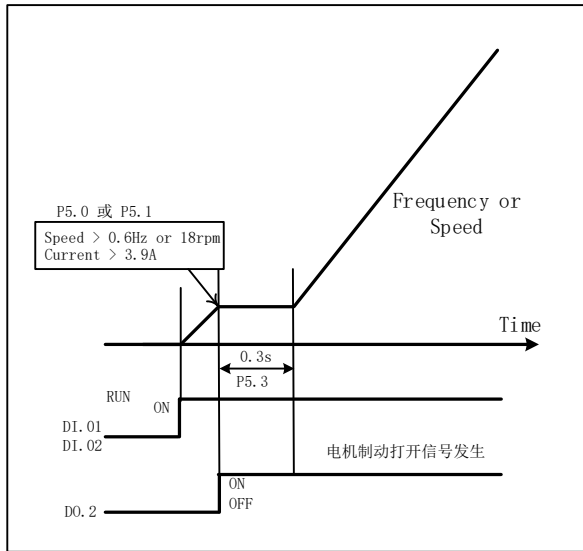 P5.0 或 P5.1
Speed > 0.6Hz or 18rpm
Current > 3.9A
Frequency or
Speed
Time
0.3s
P5.3
RUN
ON
DI.01
DI.02
电机制动打开信号发生
ON
OFF
DO.2